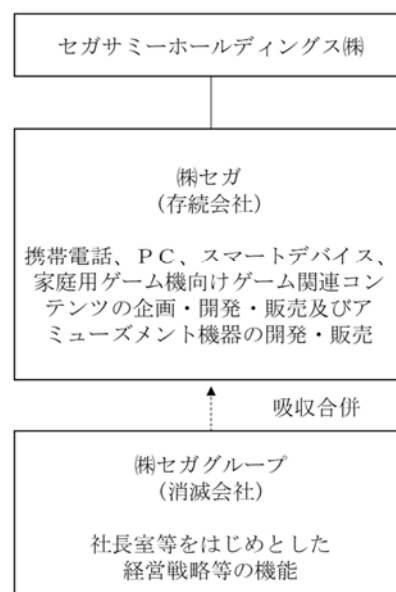 セガサミーホールディングス㈱
㈱セガ
(存続会社)
携帯電話、ＰＣ、スマートデバイス、
家庭用ゲーム機向けゲーム関連コン
テンツの企画・開発・販売及びア
ミューズメント機器の開発・販売
吸収合併
㈱セガグループ
(消滅会社)
社長室等をはじめとした
経営戦略等の機能